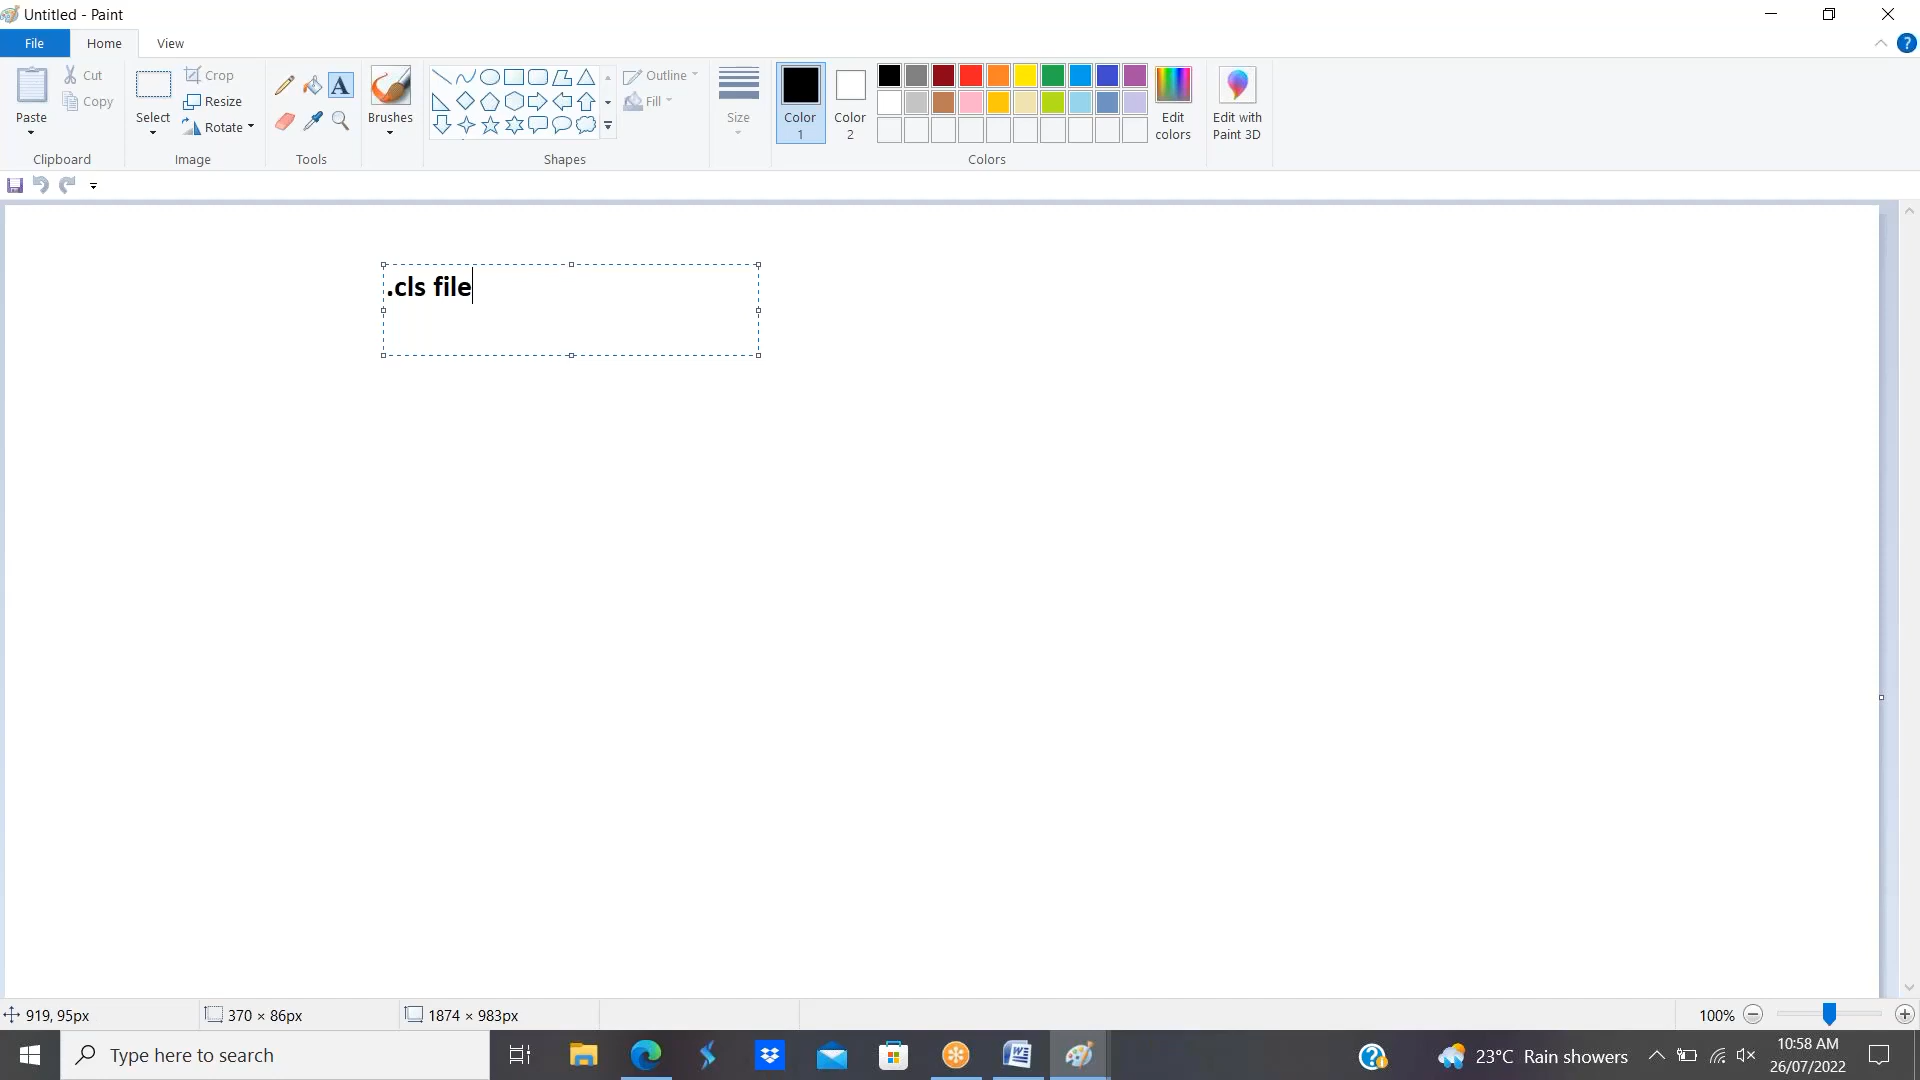 Untitled - Paint
File
Home
View
Paste
Cut
Copy
Clipboard
Select
Crop
Resize
Rotate
Image
A
Tools
Brushes
Outline
Fill
Shapes
Size
Color 1
Color 2
Edit colors
Colors
Edit with Paint 3D
.cls file
919, 95px
370 × 86px
1874 × 983px
100%
Type here to search
23°C Rain showers
10:58 AM
26/07/2022